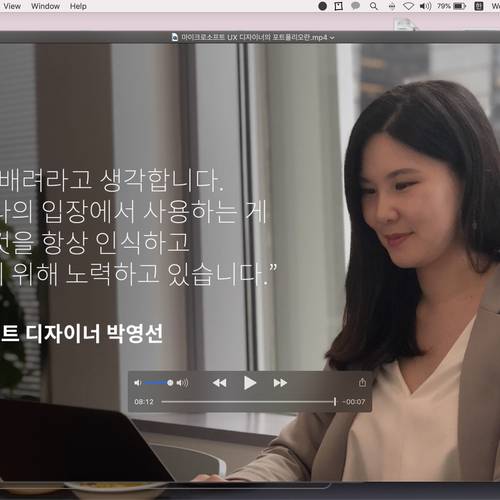 View Window Help 79% 한
마이크로소프트 UX 디자이너의 포트폴리오란.mp4
배려라고 생각합니다.
나의 입장에서 사용하는 게
것을 항상 인식하고
위해 노력하고 있습니다.”
트 디자이너 박영선
08:12 -00:07